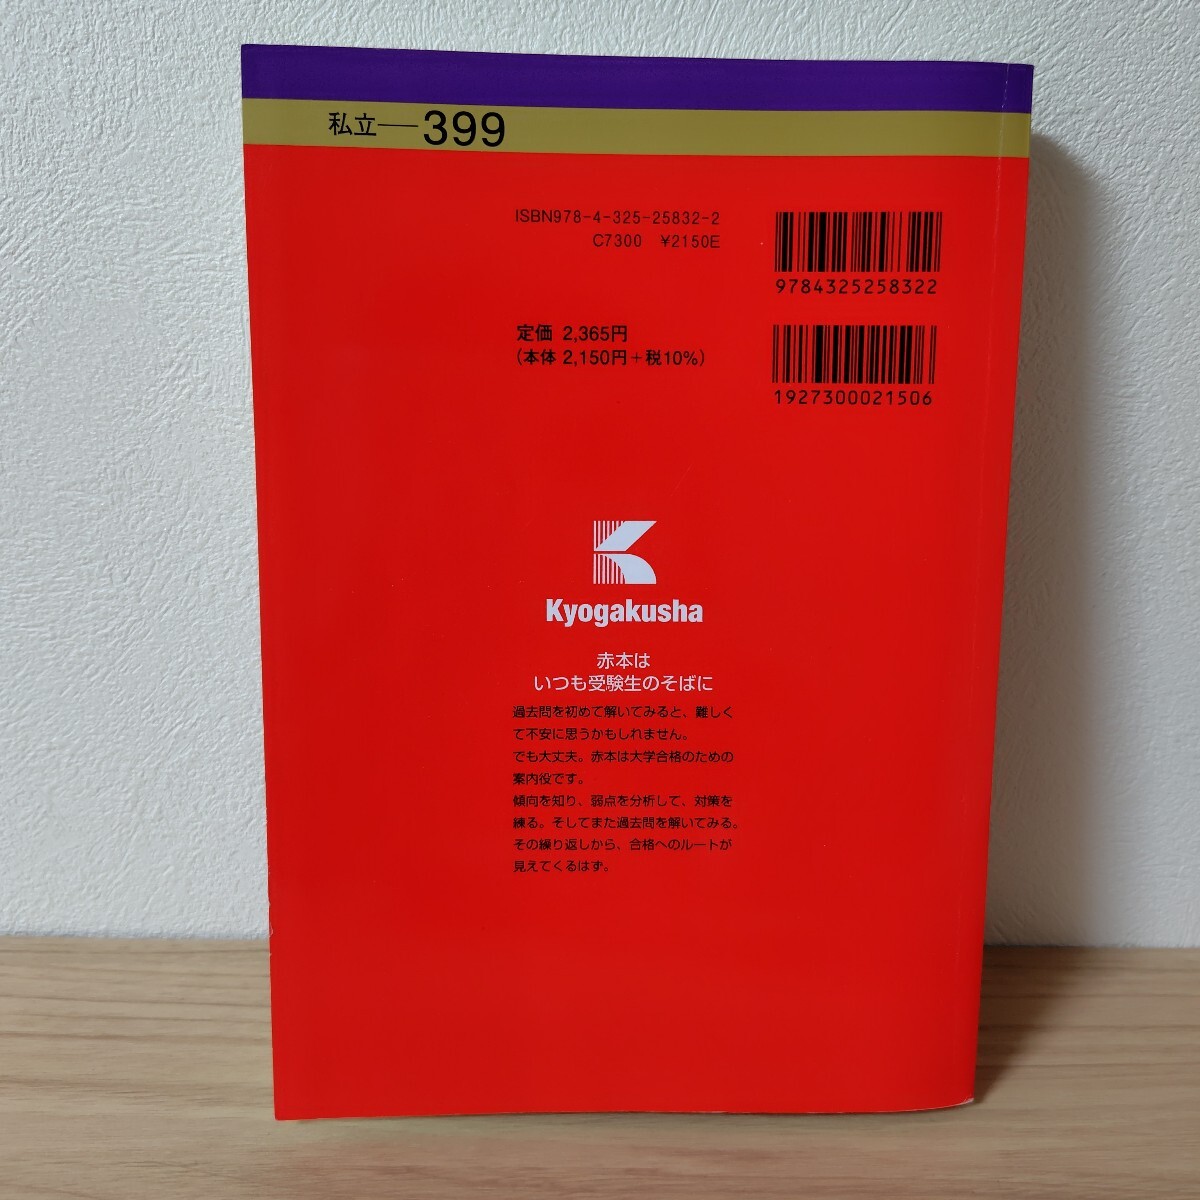 私立―399
ISBN978-4-325-25832-2
C7300 ¥2150E
9784325258322
定価 2,365円
(本体 2,150円+税10%)
1927300021506
Kyogakusha
赤本は
いつも受験生のそばに
過去問を初めて解いてみると、難しく
て不安に思うかもしれません。
でも大丈夫。赤本は大学合格のための
案内役です。
傾向を知り、弱点を分析して、対策を
練る。そしてまた過去問を解いてみる。
その繰り返しから、合格へのルートが
見えてくるはず。